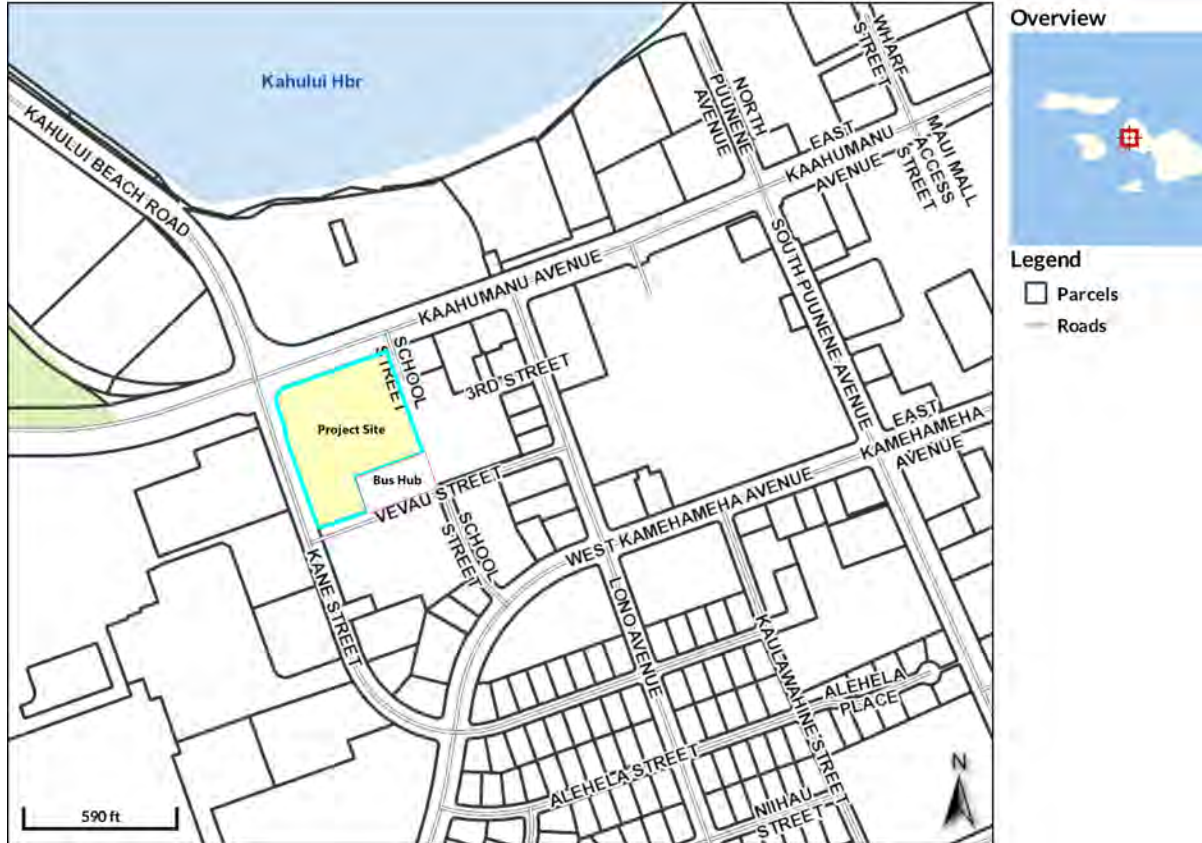 Kahului Hbr
KAHULUI BEACH ROAD
NORTH
PUUNENE
AVENUE
WHARF
STREET
EAST
KAAHUMANU
AVENUE
MAUI MALL
ACCESS
STREET
KAAHUMANU AVENUE
SOUTH PUUNENE AVENUE
SCHOOL
STREET
3RD STREET
Project Site
Bus Hub
VEVAU STREET
EAST
KAMEHAMEHA
AVENUE
WEST KAMEHAMEHA AVENUE
SCHOOL
STREET
KANE STREET
LONO AVENUE
KAULAWAHINE STREET
ALEHELA
PLACE
ALEHELA STREET
NIIHAU
STREET
590 ft
N
Overview
Legend
Parcels
Roads